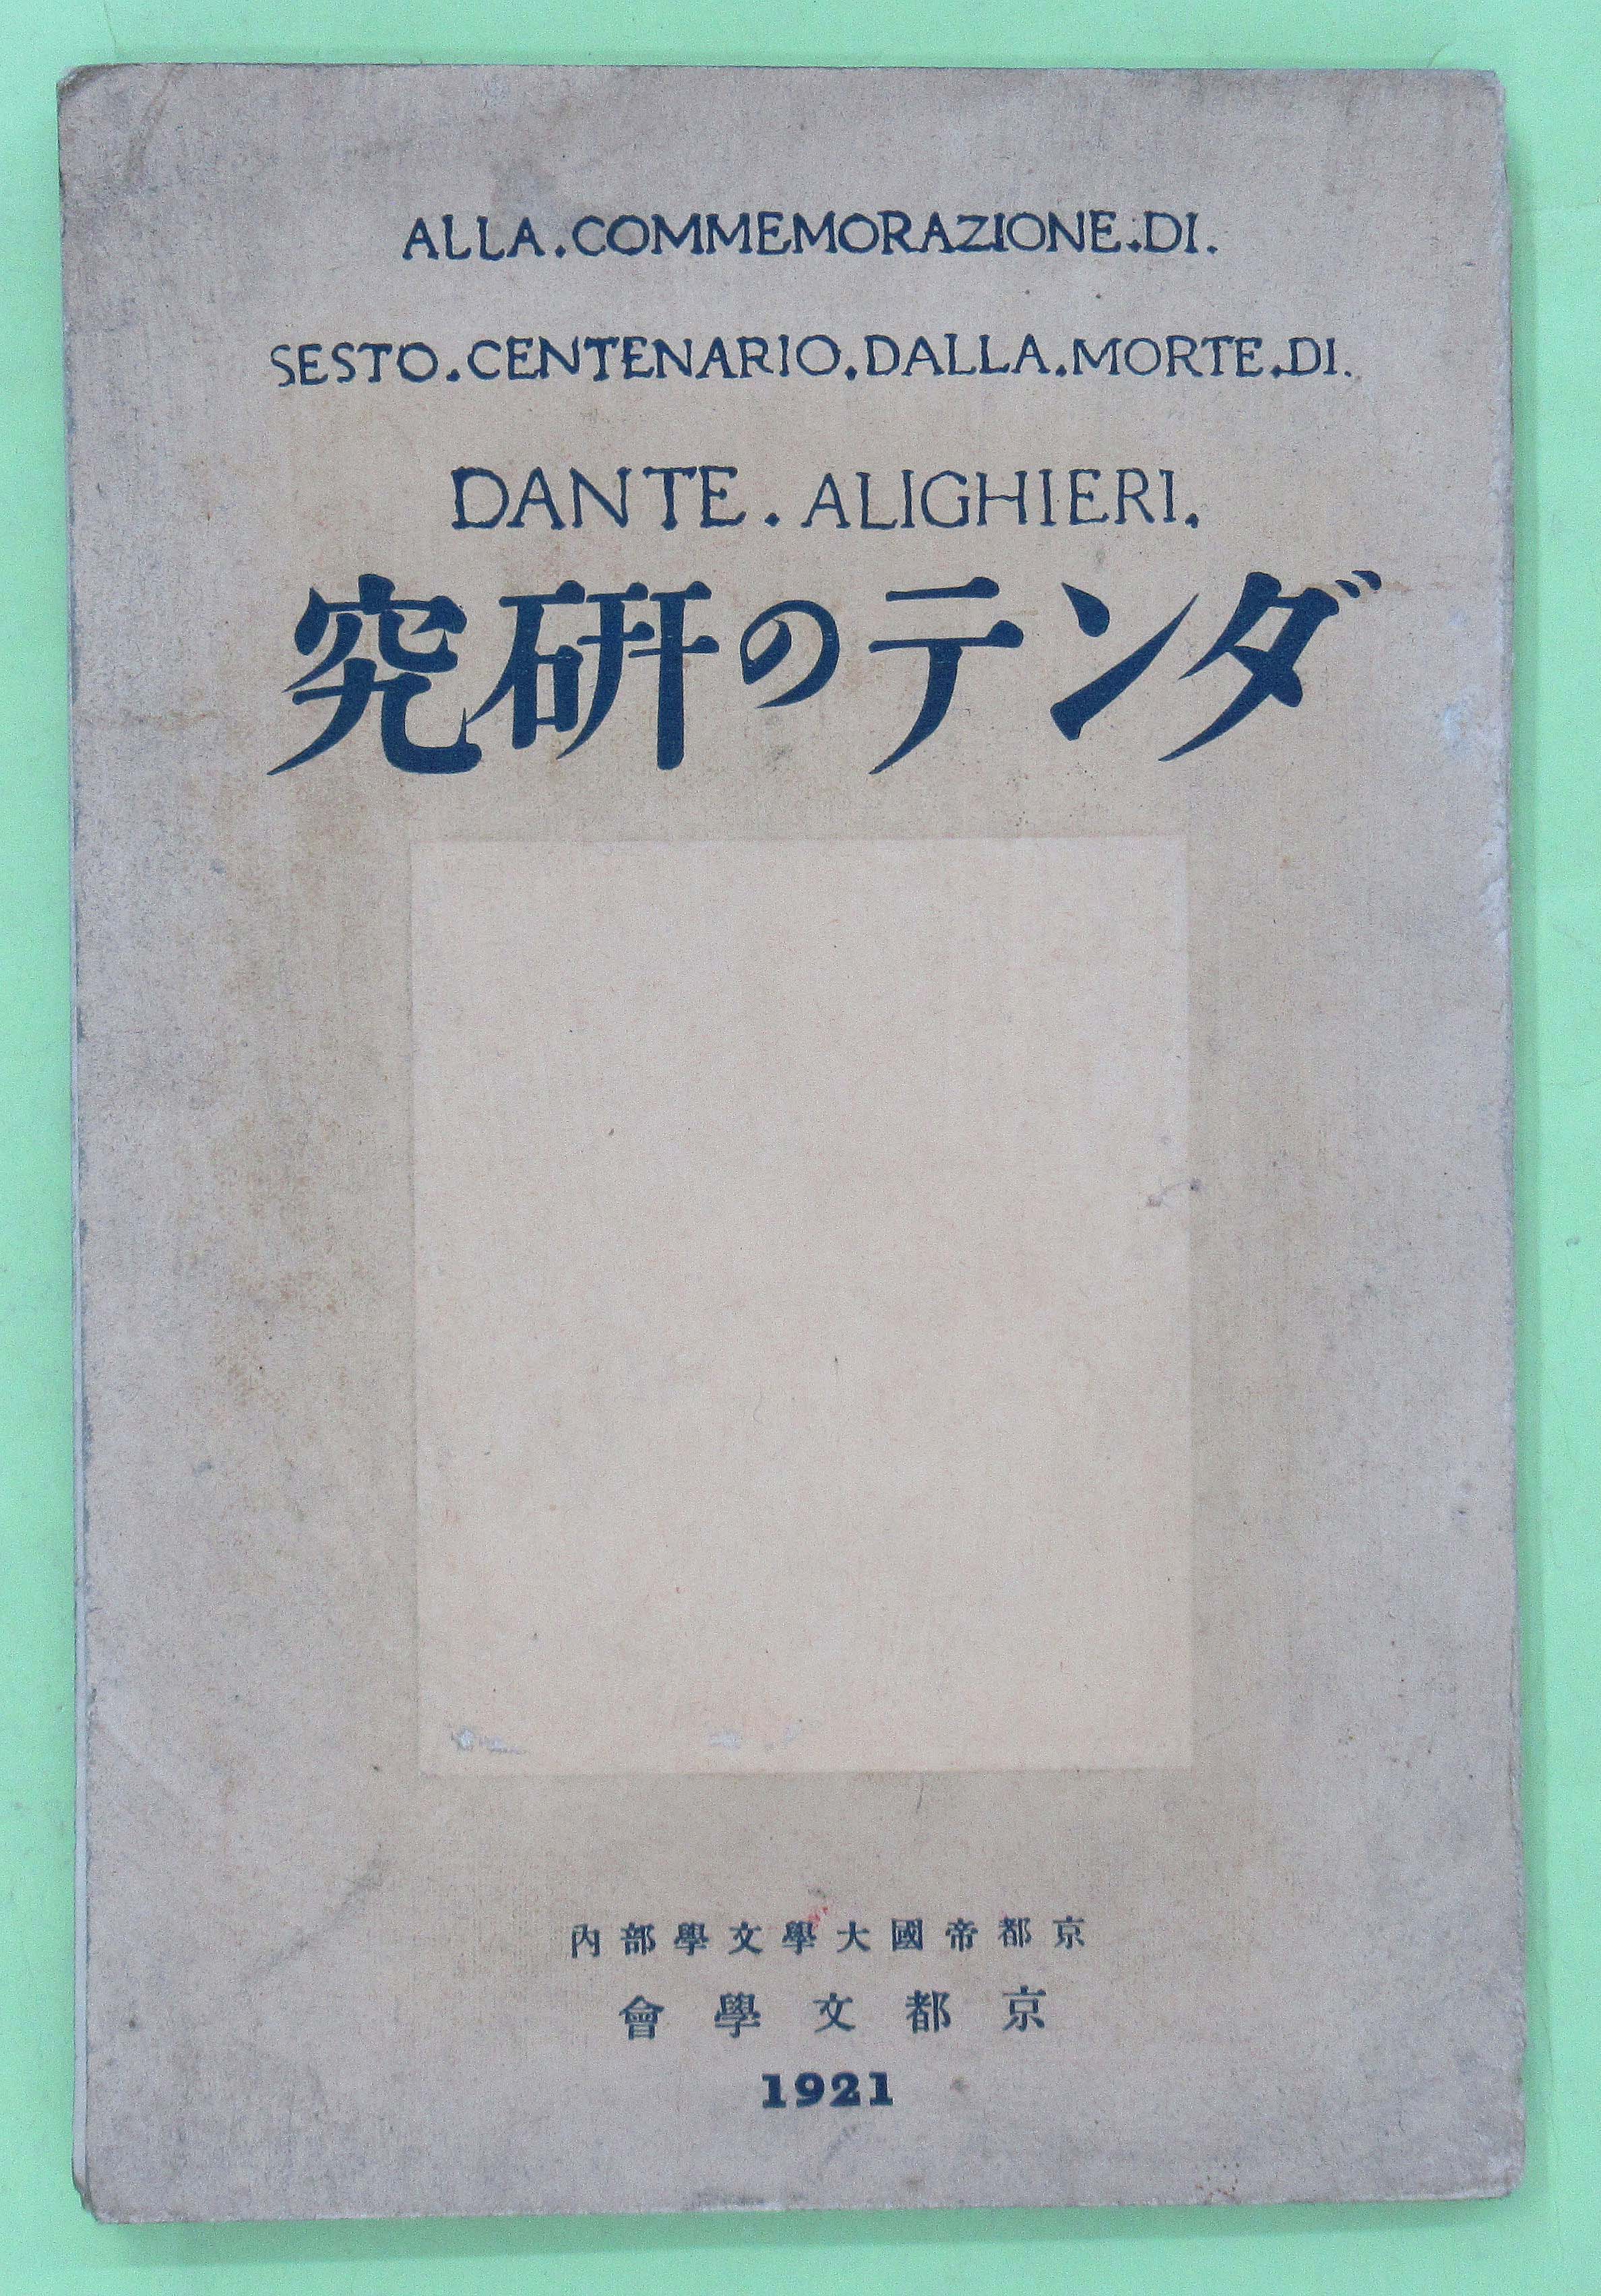 ALLA.COMMEMORAZIONE.DI.
SESTO.CENTENARIO.DALLA.MORTE.DI.
DANTE.ALIGHIERI.
ダンテの硏究
京都帝國大學文學部內
京都文學會
1921